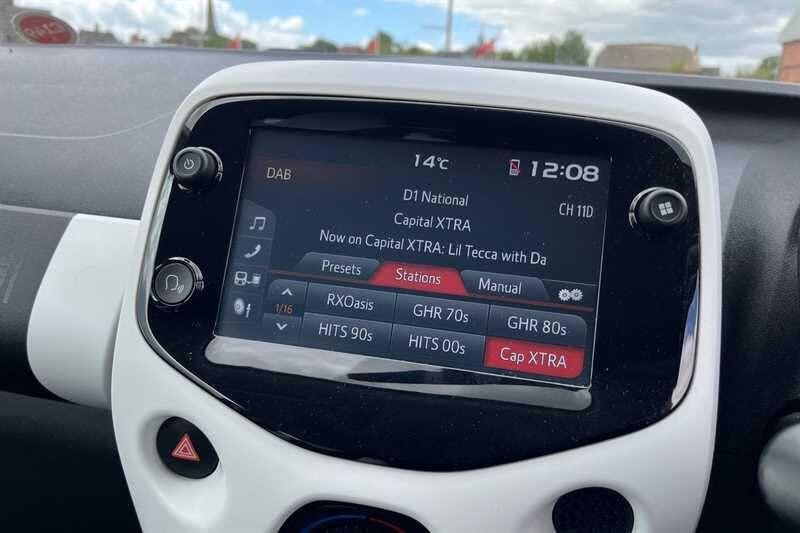 14°C
12:08
DAB
D1 National
CH 11D
Capital XTRA
Now on Capital XTRA: Lil Tecca with Da
Presets
Stations
Manual
1/16
RXOasis
GHR 70s
GHR 80s
HITS 90s
HITS 00s
Cap XTRA